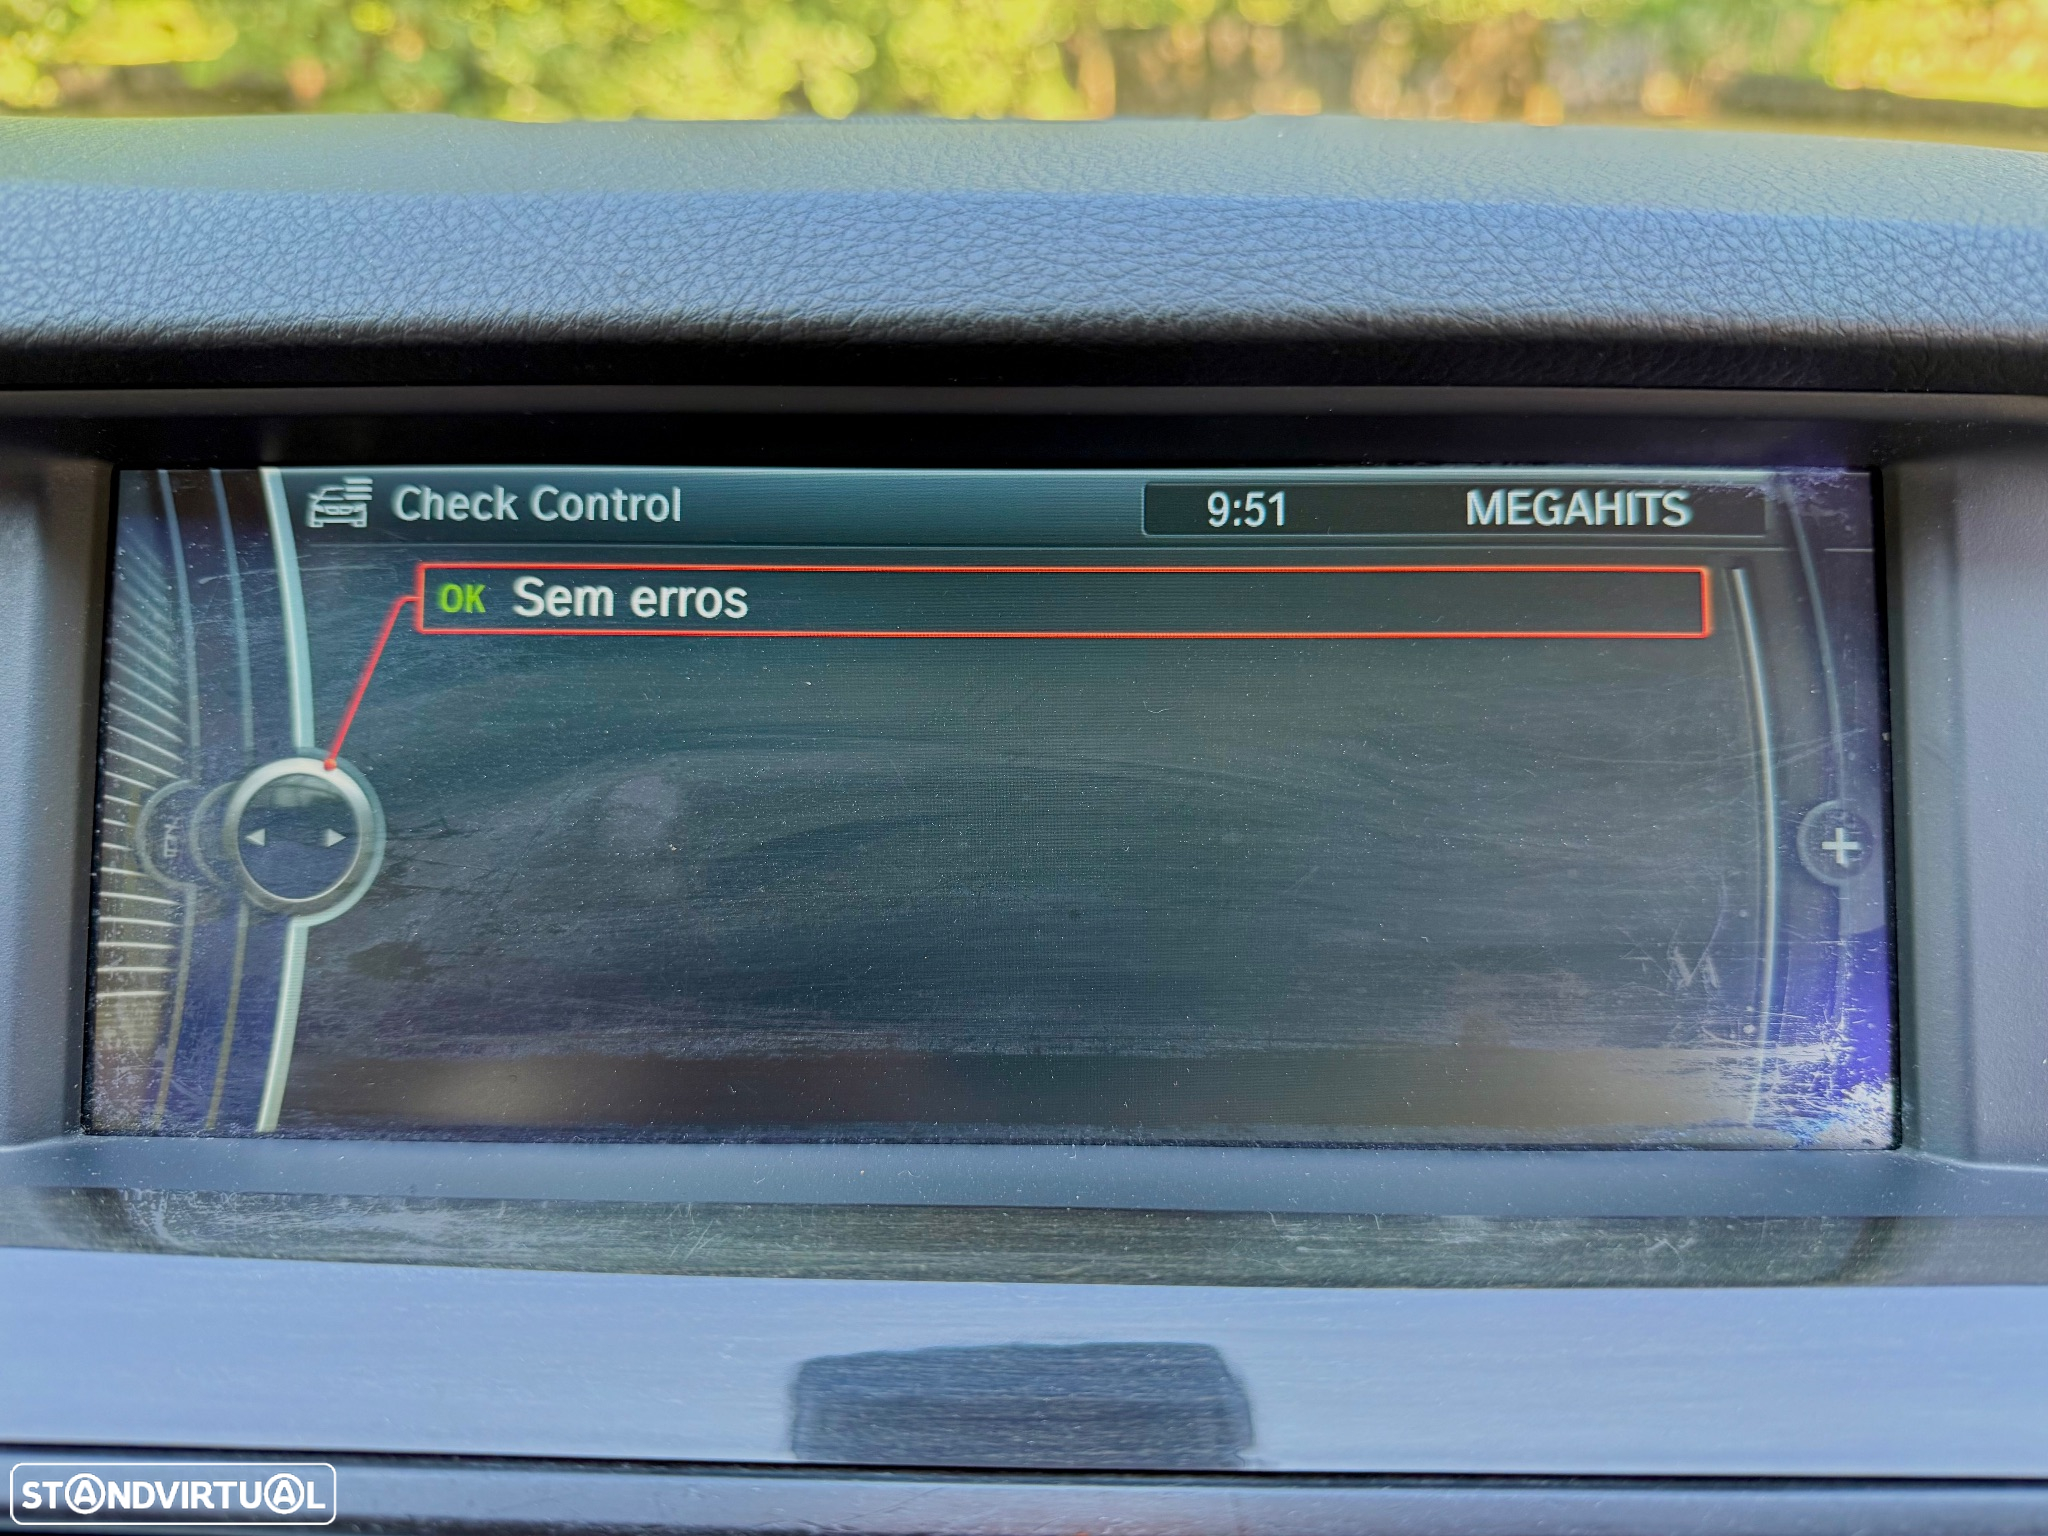 Check Control
9:51 MEGAHITS
OK Sem erros
STANDVIRTUAL